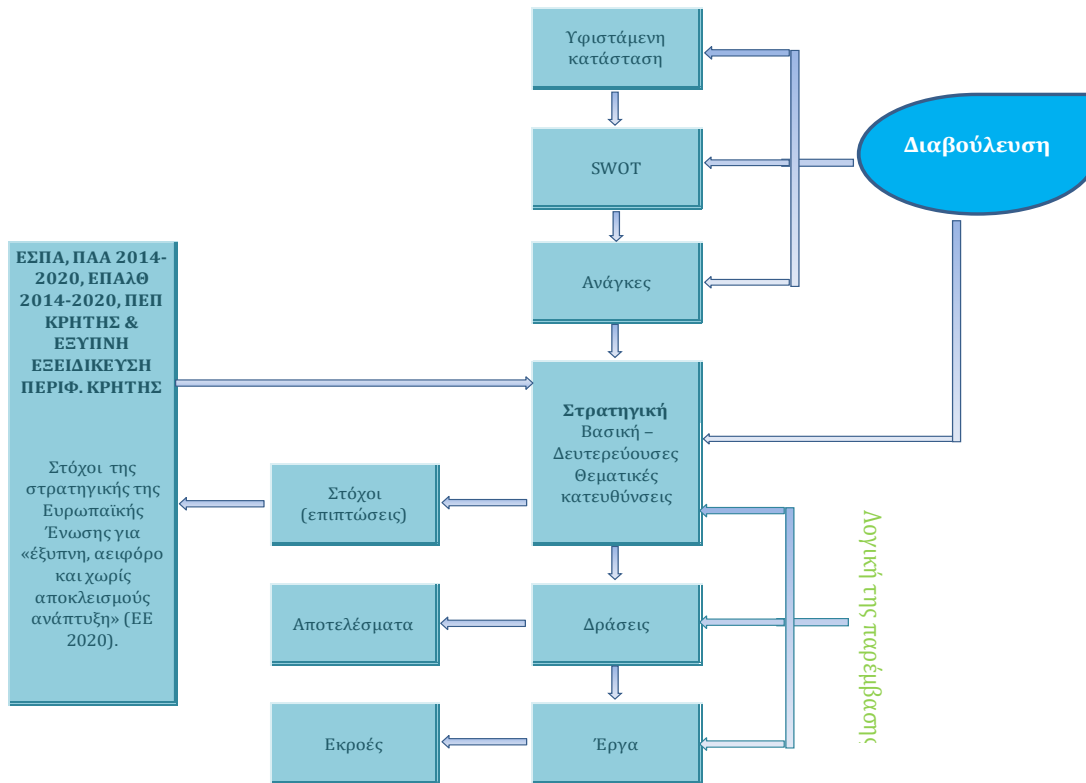 Υφιστάμενη
κατάσταση
Διαβούλευση
SWOT
Ανάγκες
ΕΣΠΑ, ΠΑΑ 2014-
2020, ΕΠΑλΘ
2014-2020, ΠΕΠ
ΚΡΗΤΗΣ &
ΕΞΥΠΝΗ
ΕΞΕΙΔΙΚΕΥΣΗ
ΠΕΡΙΦ. ΚΡΗΤΗΣ
Στόχοι της
στρατηγικής της
Ευρωπαϊκής
Ένωσης για
«έξυπνη, αειφόρο
και χωρίς
αποκλεισμούς
ανάπτυξη» (ΕΕ
2020).
Στρατηγική
Βασική –
Δευτερεύουσες
Θεματικές
κατευθύνσεις
Στόχοι
(επιπτώσεις)
Λογική της παρέμβασης
Αποτελέσματα
Δράσεις
Εκροές
Έργα